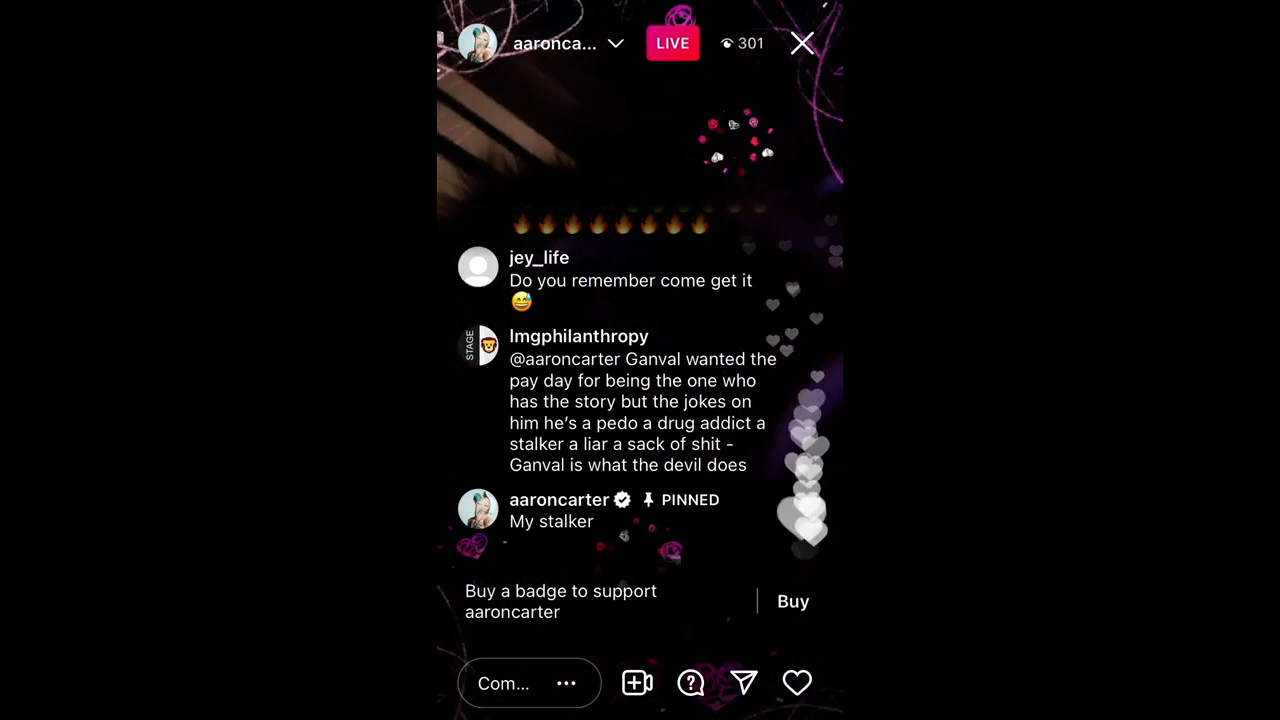 aaronca...
LIVE
301
🔥🔥🔥🔥🔥🔥🔥🔥
jey_life
Do you remember come get it
😅
STAGE
lmgphilanthropy
@aaroncarter Ganval wanted the
pay day for being the one who
has the story but the jokes on
him he's a pedo a drug addict a
stalker a liar a sack of shit -
Ganval is what the devil does
aaroncarter PINNED
My stalker
Buy a badge to support
aaroncarter
Buy
Com... ...